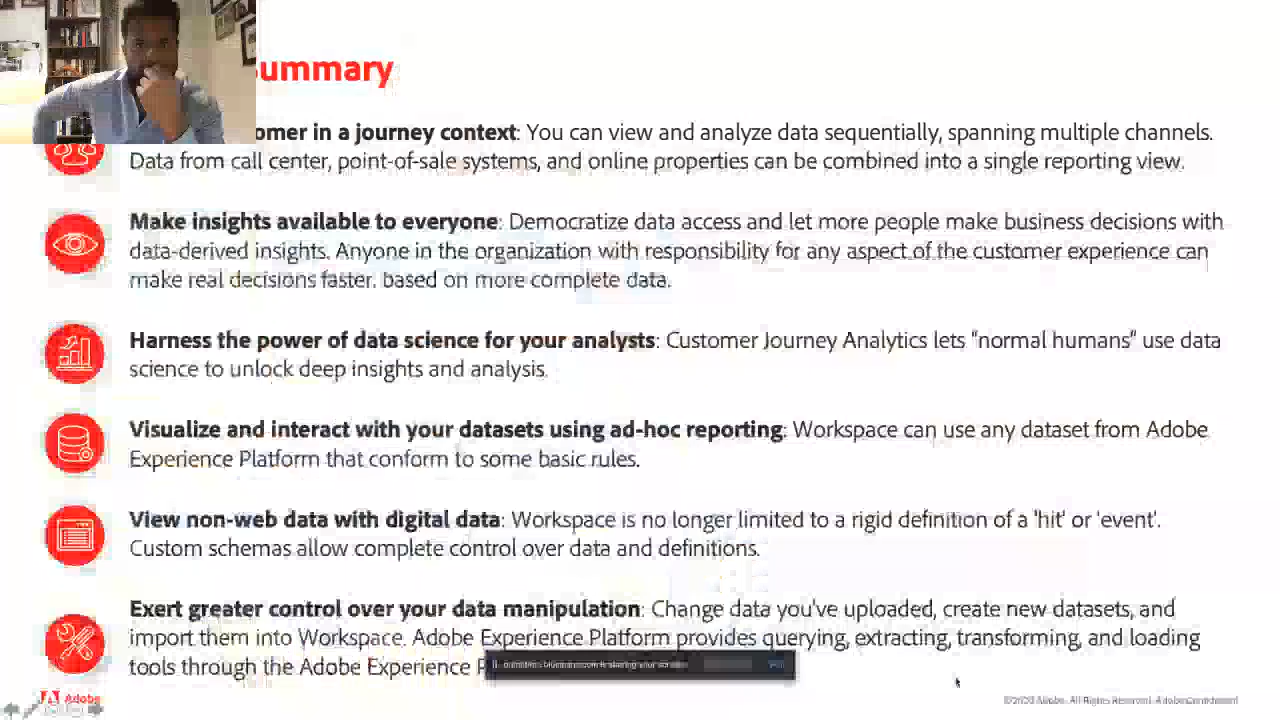 ummary
omer in a journey context: You can view and analyze data sequentially, spanning multiple channels.
Data from call center, point-of-sale systems, and online properties can be combined into a single reporting view.
Make insights available to everyone: Democratize data access and let more people make business decisions with
data-derived insights. Anyone in the organization with responsibility for any aspect of the customer experience can
make real decisions faster, based on more complete data.
Harness the power of data science for your analysts: Customer Journey Analytics lets "normal humans" use data
science to unlock deep insights and analysis.
Visualize and interact with your datasets using ad-hoc reporting: Workspace can use any dataset from Adobe
Experience Platform that conform to some basic rules.
View non-web data with digital data: Workspace is no longer limited to a rigid definition of a 'hit' or 'event'.
Custom schemas allow complete control over data and definitions.
Exert greater control over your data manipulation: Change data you've uploaded, create new datasets, and
import them into Workspace. Adobe Experience Platform provides querying, extracting, transforming, and loading
tools through the Adobe Experience P
is sharing your screen.
Adobe
©2020 Adobe. All Rights Reserved. Adobe